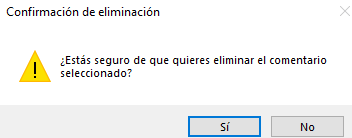 Confirmación de eliminación
¿Estás seguro de que quieres eliminar el comentario
seleccionado?
Sí
No